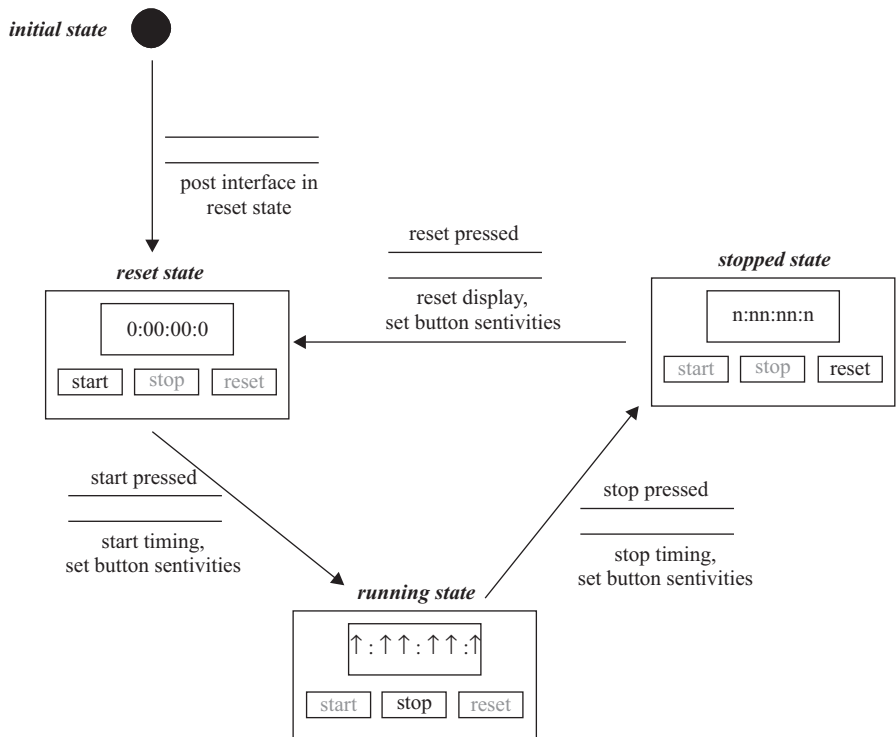 initial state
post interface in
reset state
reset pressed
reset display,
set button sentivities
reset state
0:00:00:0
start stop reset
stopped state
n:nn:nn:n
start stop reset
start pressed
start timing,
set button sentivities
stop pressed
stop timing,
set button sentivities
running state
↑:↑↑:↑↑:↑
start stop reset